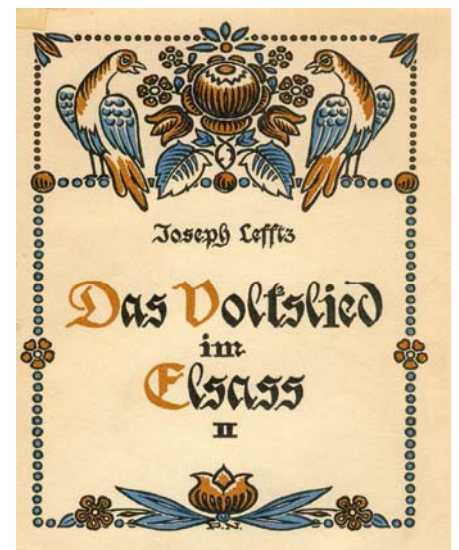 Joseph Lefftz
Das Volkslied
im
Elsass
II
P.N.